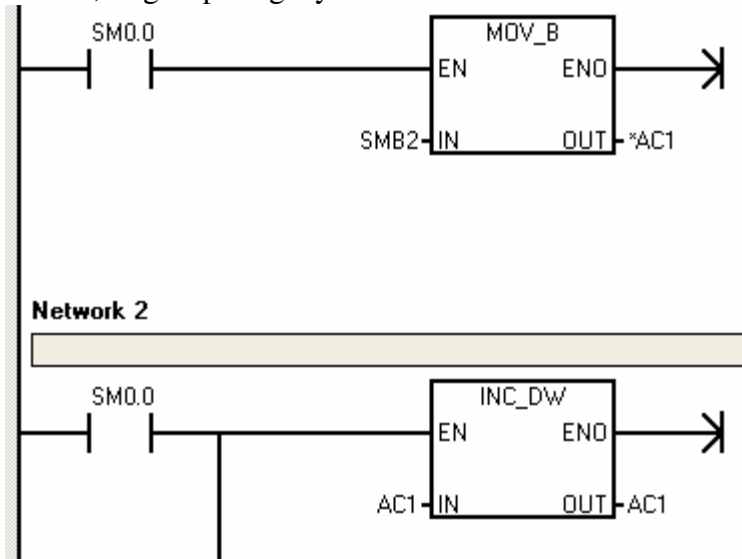 SM0.0
MOV_B
EN ENO
SMB2 IN OUT *AC1
Network 2
SM0.0
INC_DW
EN ENO
AC1 IN OUT AC1